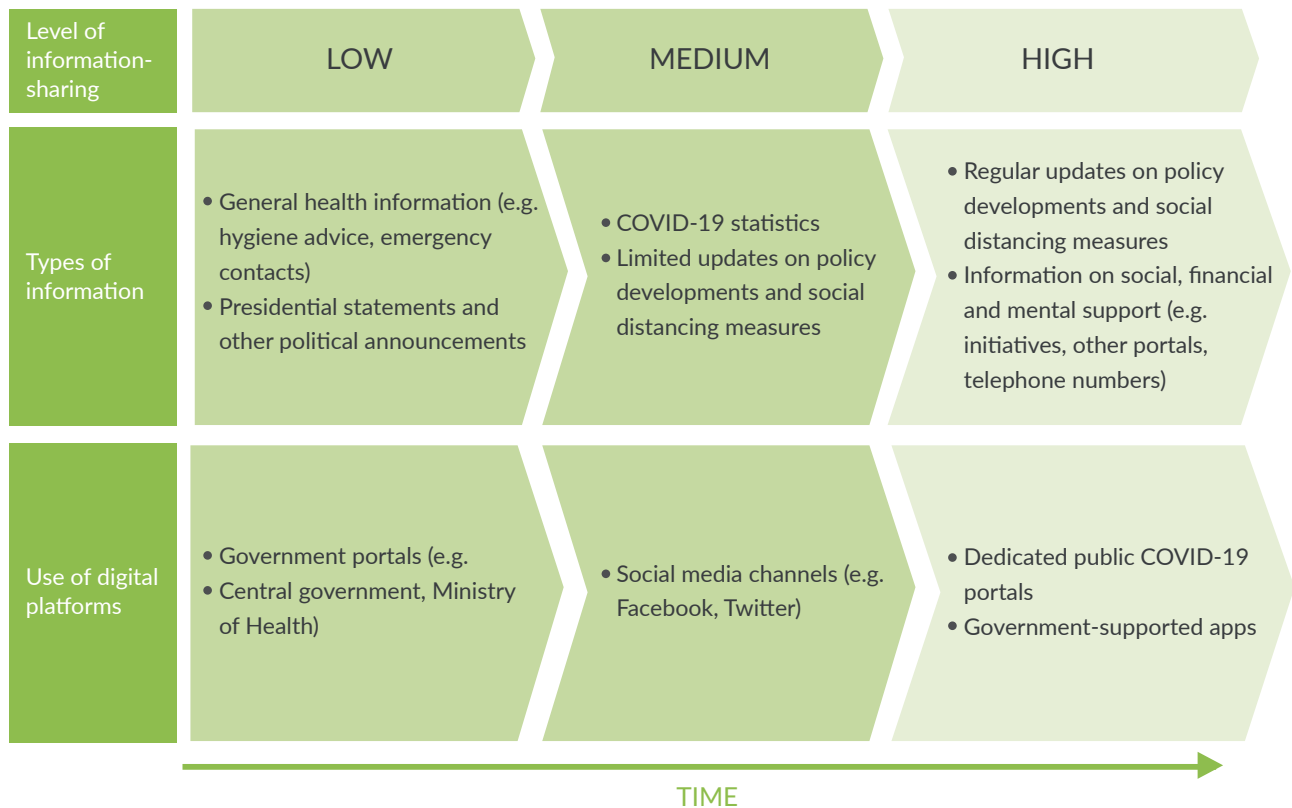 Level of
information-
sharing
LOW
MEDIUM
HIGH
Types of
information
• General health information (e.g.
hygiene advice, emergency
contacts)
• Presidential statements and
other political announcements
• COVID-19 statistics
• Limited updates on policy
developments and social
distancing measures
• Regular updates on policy
developments and social
distancing measures
• Information on social, financial
and mental support (e.g.
initiatives, other portals,
telephone numbers)
Use of digital
platforms
• Government portals (e.g.
• Central government, Ministry
of Health)
• Social media channels (e.g.
Facebook, Twitter)
• Dedicated public COVID-19
portals
• Government-supported apps
TIME